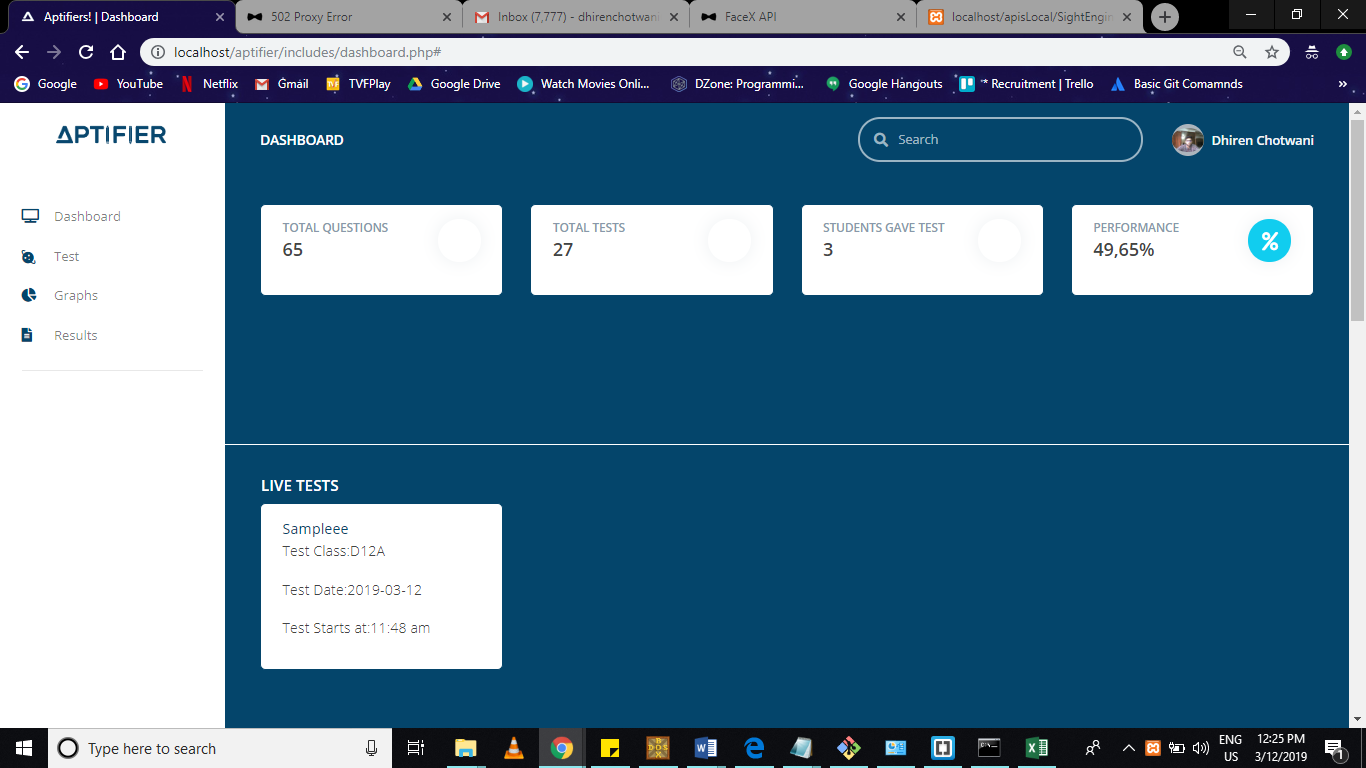 Aptifiers! | Dashboard
502 Proxy Error
Inbox (7,777) - dhirenchotwani
FaceX API
localhost/apisLocal/SightEngin
localhost/aptifier/includes/dashboard.php#
Google
YouTube
Netflix
Gmail
TVFPlay
Google Drive
Watch Movies Onli...
DZone: Programmi...
Google Hangouts
* Recruitment | Trello
Basic Git Comamnds
»
APTIFIER
DASHBOARD
Search
Dhiren Chotwani
Dashboard
Test
Graphs
Results
TOTAL QUESTIONS
65
TOTAL TESTS
27
STUDENTS GAVE TEST
3
PERFORMANCE
49,65%
%
LIVE TESTS
Sampleee
Test Class:D12A
Test Date:2019-03-12
Test Starts at:11:48 am
Type here to search
ENG
US
12:25 PM
3/12/2019
1